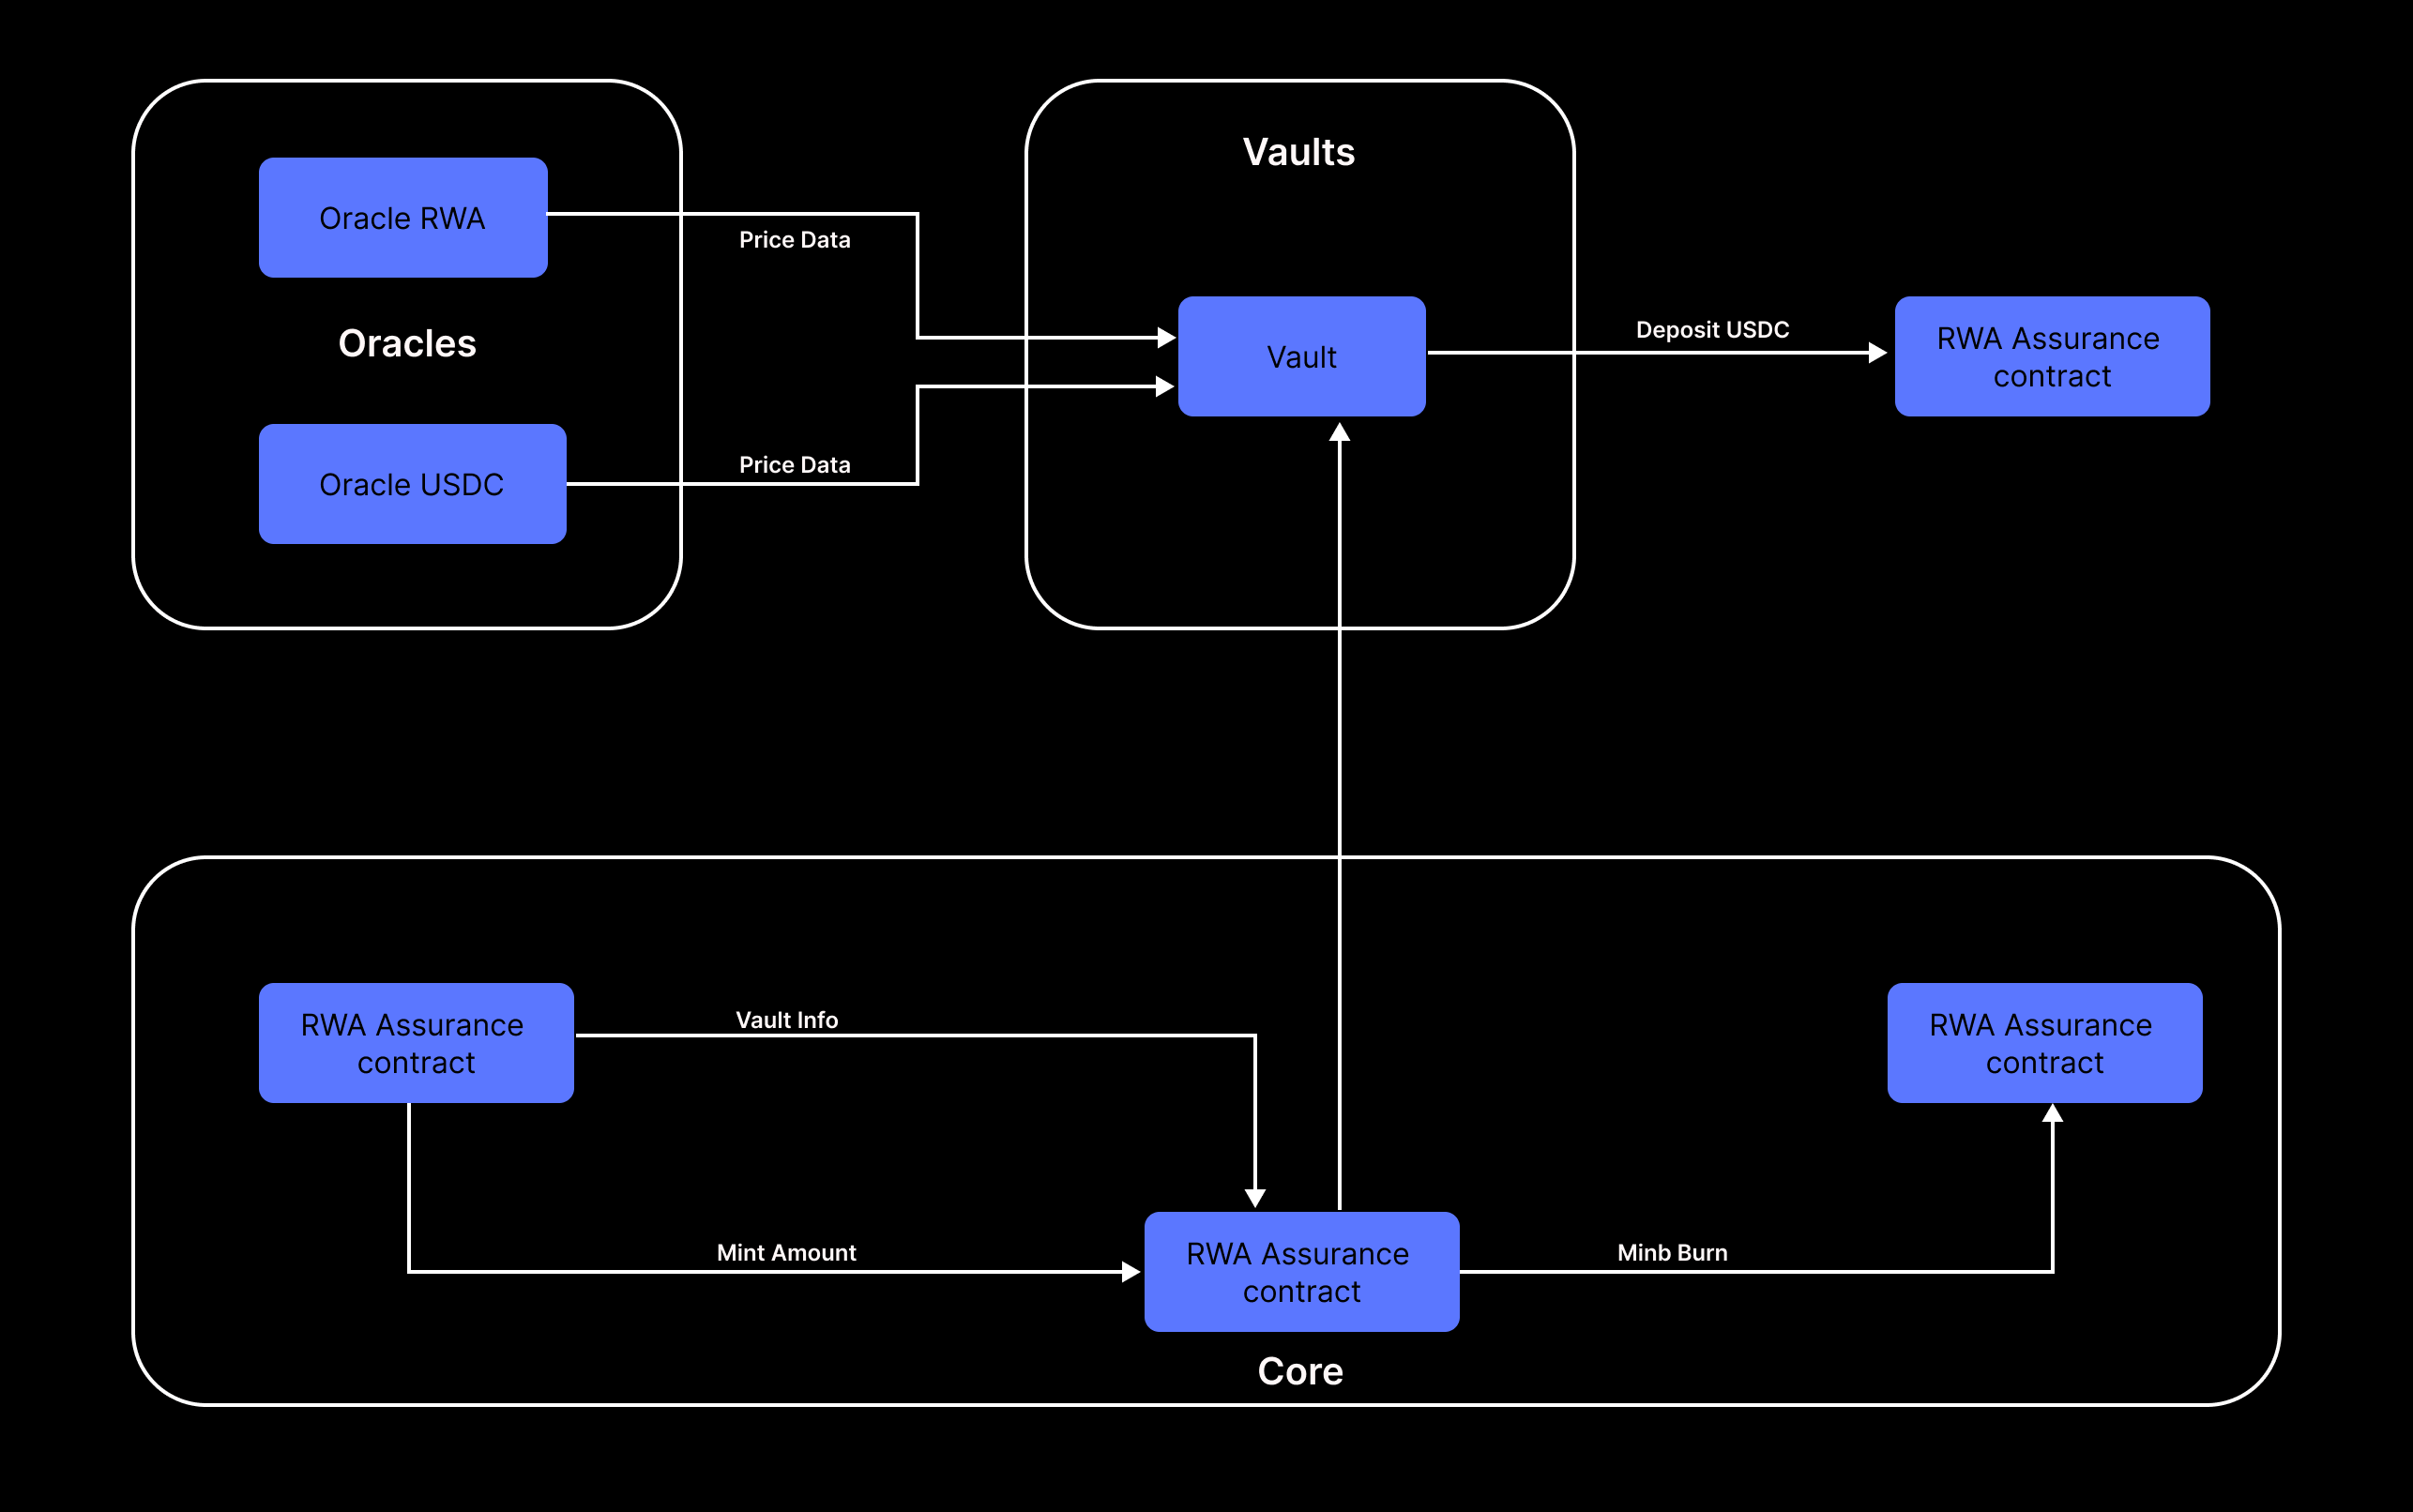 Vaults
Oracle RWA
Price Data
Oracles
Vault
Deposit USDC
RWA Assurance
contract
Price Data
Oracle USDC
RWA Assurance
contract
Vault Info
RWA Assurance
contract
Mint Amount
RWA Assurance
contract
Minb Burn
Core